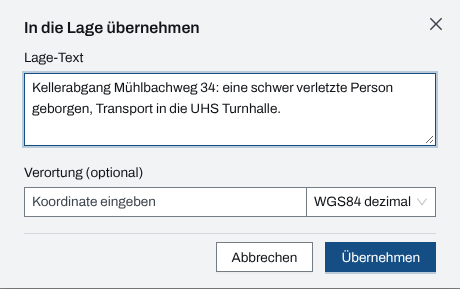 In die Lage übernehmen
Lage-Text
Kellerabgang Mühlbachweg 34: eine schwer verletzte Person
geborgen, Transport in die UHS Turnhalle.
Verortung (optional)
Koordinate eingeben WGS84 dezimal
Abbrechen Übernehmen